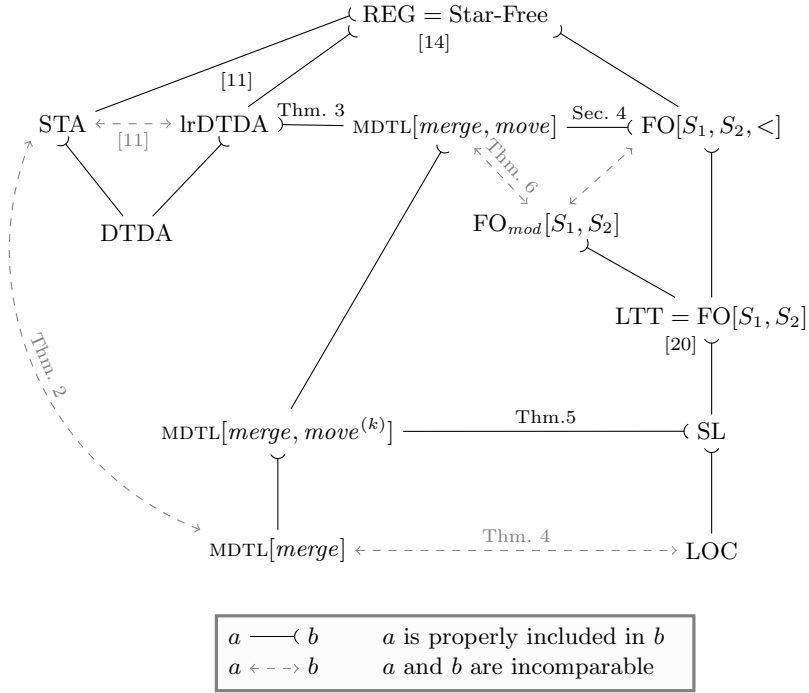 REG = Star-Free
[14]
[11]
STA
[11]
lrDTDA
Thm. 3
MDTL[merge, move]
Sec. 4
FO[S₁, S₂, <]
Thm. 6
DTDA
FO_mod[S₁, S₂]
LTT = FO[S₁, S₂]
[20]
Thm. 2
MDTL[merge, move⁽ᵏ⁾]
Thm.5
SL
MDTL[merge]
Thm. 4
LOC
a b a is properly included in b
a b a and b are incomparable